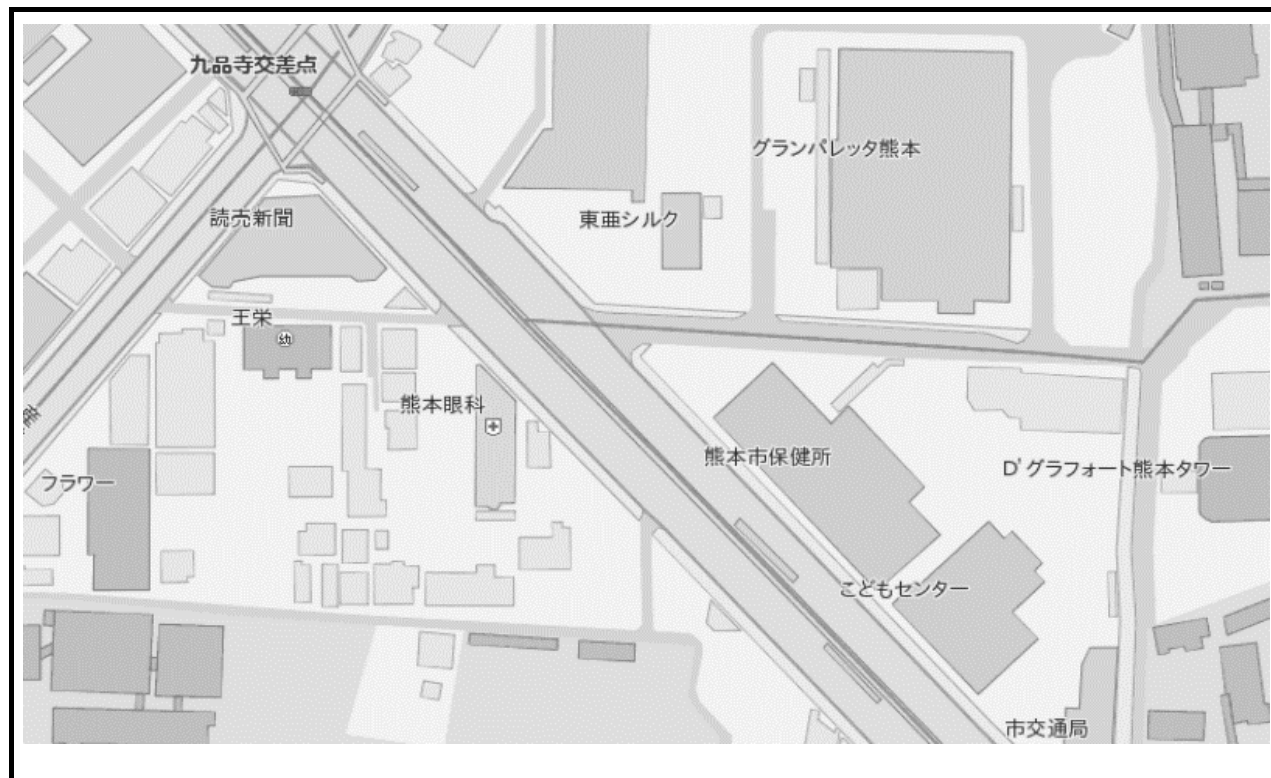 九品寺交差点
グランパレッタ熊本
読売新聞
東亜シルク
王栄
幼
熊本眼科
熊本市保健所
D'グラフォート熊本タワー
フラワー
こどもセンター
市交通局